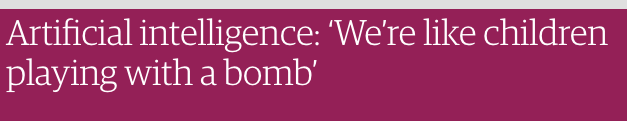 Artificial intelligence: ‘We’re like children
playing with a bomb’